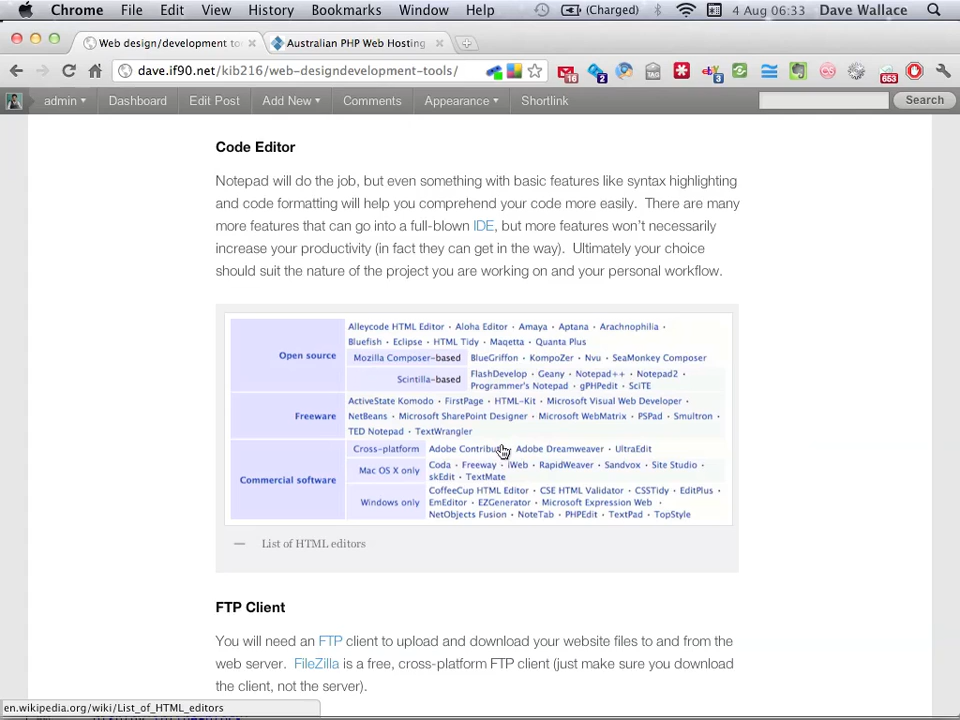 Chrome File Edit View History Bookmarks Window Help (Charged) 4 Aug 06:33 Dave Wallace
Web design/development to Australian PHP Web Hosting
dave.if90.net/kib216/web-designdevelopment-tools/ 16 2 TAG 3 653
admin Dashboard Edit Post Add New Comments Appearance Shortlink Search
Code Editor
Notepad will do the job, but even something with basic features like syntax highlighting
and code formatting will help you comprehend your code more easily. There are many
more features that can go into a full-blown IDE, but more features won't necessarily
increase your productivity (in fact they can get in the way). Ultimately your choice
should suit the nature of the project you are working on and your personal workflow.
Open source
Alleycode HTML Editor · Aloha Editor · Amaya · Aptana · Arachnophilia ·
Bluefish · Eclipse · HTML Tidy · Maqetta · Quanta Plus
Mozilla Composer-based BlueGriffon · KompoZer · Nvu · SeaMonkey Composer
Scintilla-based FlashDevelop · Geany · Notepad++ · Notepad2 ·
Programmer's Notepad · gPHPedit · SciTE
Freeware
ActiveState Komodo · FirstPage · HTML-Kit · Microsoft Visual Web Developer ·
NetBeans · Microsoft SharePoint Designer · Microsoft WebMatrix · PSPad · Smultron ·
TED Notepad · TextWrangler
Commercial software
Cross-platform Adobe Contribu Adobe Dreamweaver · UltraEdit
Mac OS X only Coda · Freeway · iWeb · RapidWeaver · Sandvox · Site Studio ·
skEdit · TextMate
Windows only CoffeeCup HTML Editor · CSE HTML Validator · CSSTidy · EditPlus ·
EmEditor · EZGenerator · Microsoft Expression Web ·
NetObjects Fusion · NoteTab · PHPEdit · TextPad · TopStyle
— List of HTML editors
FTP Client
You will need an FTP client to upload and download your website files to and from the
web server. FileZilla is a free, cross-platform FTP client (just make sure you download
the client, not the server).
en.wikipedia.org/wiki/List_of_HTML_editors